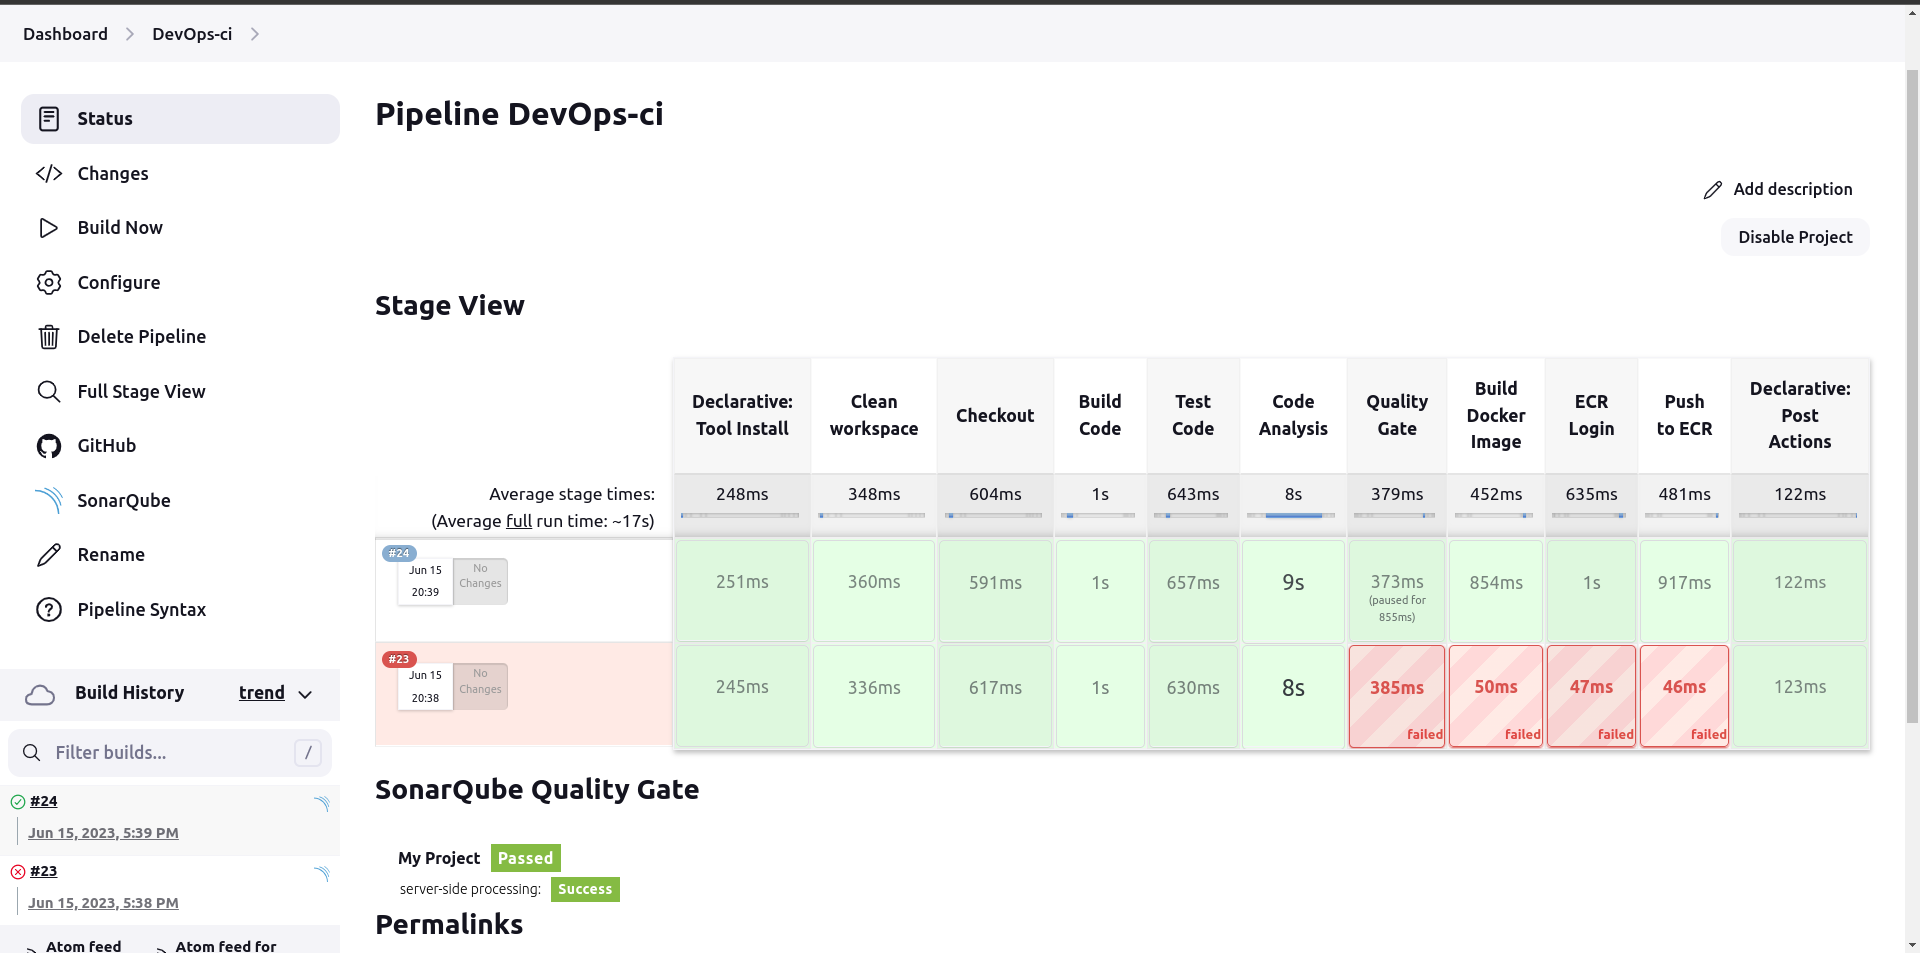 Dashboard
DevOps-ci
Status
Changes
Build Now
Configure
Delete Pipeline
Full Stage View
GitHub
SonarQube
Rename
Pipeline Syntax
Build History
trend
Filter builds...
/
#24
Jun 15, 2023, 5:39 PM
#23
Jun 15, 2023, 5:38 PM
Atom feed
Atom feed for
Pipeline DevOps-ci
Add description
Disable Project
Stage View
Declarative:
Tool Install
Clean
workspace
Checkout
Build
Code
Test
Code
Code
Analysis
Quality
Gate
Build
Docker
Image
ECR
Login
Push
to ECR
Declarative:
Post
Actions
Average stage times:
(Average full run time: ~17s)
248ms
348ms
604ms
1s
643ms
8s
379ms
452ms
635ms
481ms
122ms
#24
Jun 15
20:39
No
Changes
251ms
360ms
591ms
1s
657ms
9s
373ms
(paused for
855ms)
854ms
1s
917ms
122ms
#23
Jun 15
20:38
No
Changes
245ms
336ms
617ms
1s
630ms
8s
385ms
failed
50ms
failed
47ms
failed
46ms
failed
123ms
SonarQube Quality Gate
My Project Passed
server-side processing: Success
Permalinks